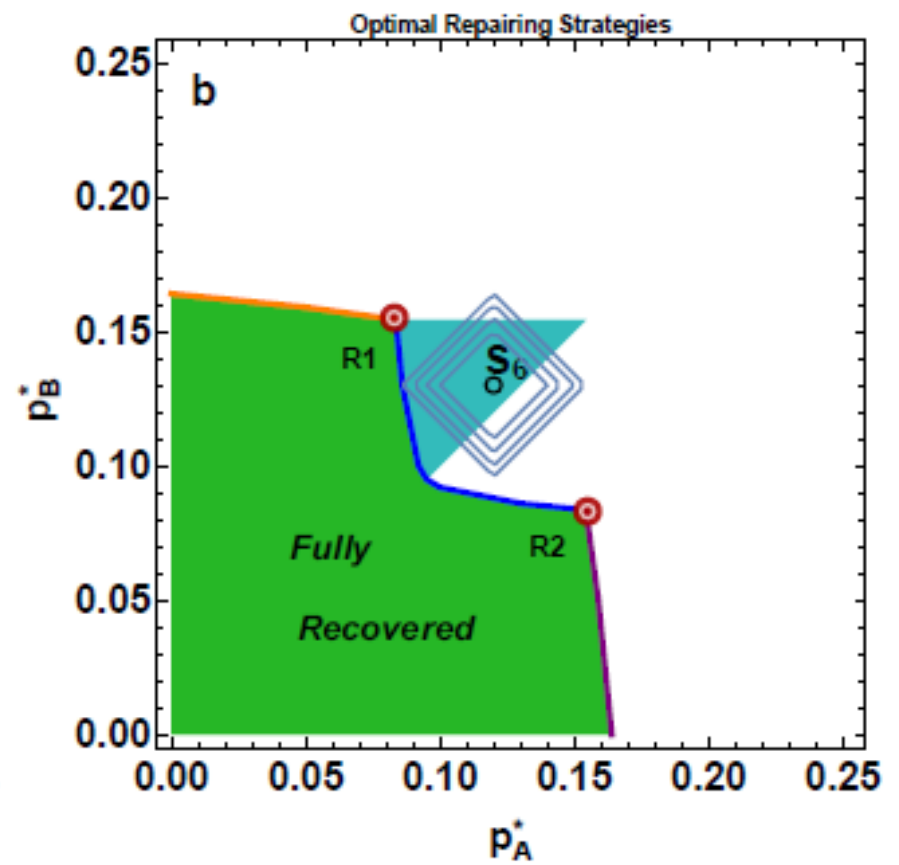 Optimal Repairing Strategies
b
0.25
0.20
0.15
0.10
0.05
0.00
p*B
R1
S6
R2
Fully
Recovered
0.00 0.05 0.10 0.15 0.20 0.25
p*A